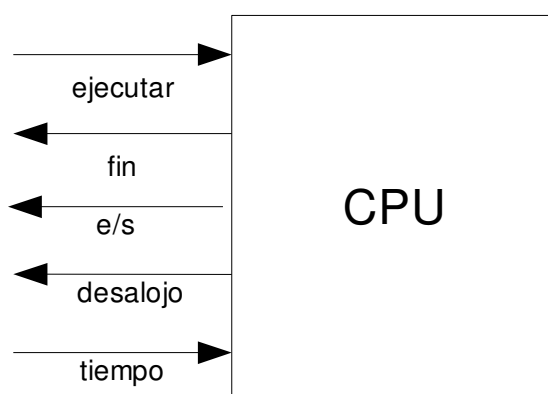 ejecutar
fin
e/s
desalojo
tiempo
CPU